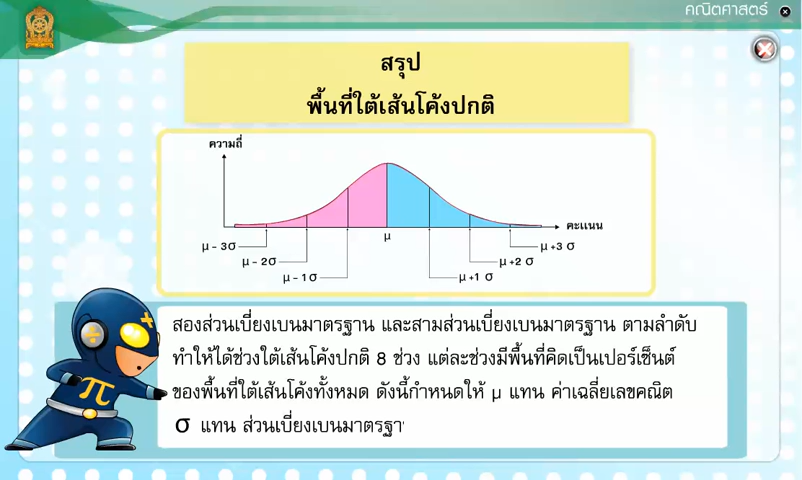 คณิตศาสตร์
สรุป
พื้นที่ใต้เส้นโค้งปกติ
ความถี่
คะแนน
μ
μ – 3σ
μ +3 σ
μ – 2σ
μ +2 σ
μ – 1σ
μ +1 σ
สองส่วนเบี่ยงเบนมาตรฐาน และสามส่วนเบี่ยงเบนมาตรฐาน ตามลำดับ
ทำให้ได้ช่วงใต้เส้นโค้งปกติ 8 ช่วง แต่ละช่วงมีพื้นที่คิดเป็นเปอร์เซ็นต์
ของพื้นที่ใต้เส้นโค้งทั้งหมด ดังนี้กำหนดให้ μ แทน ค่าเฉลี่ยเลขคณิต
σ แทน ส่วนเบี่ยงเบนมาตรฐา
÷
+
π